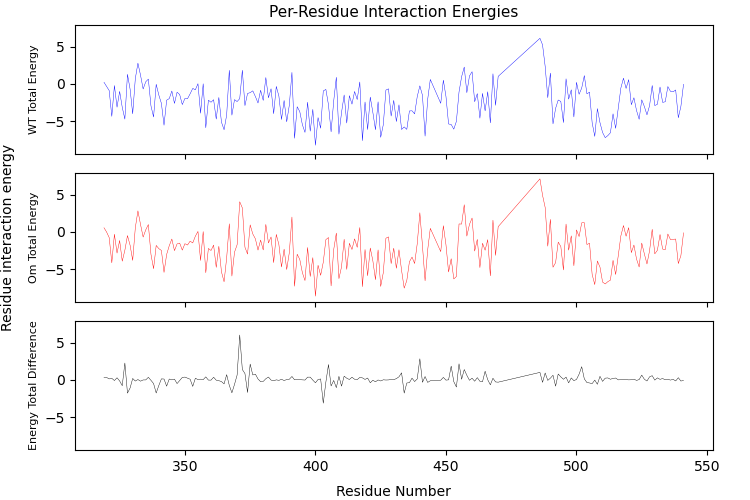 Per-Residue Interaction Energies
Residue interaction energy
WT Total Energy
5
0
−5
Om Total Energy
5
0
−5
Energy Total Difference
5
0
−5
350 400 450 500 550
Residue Number